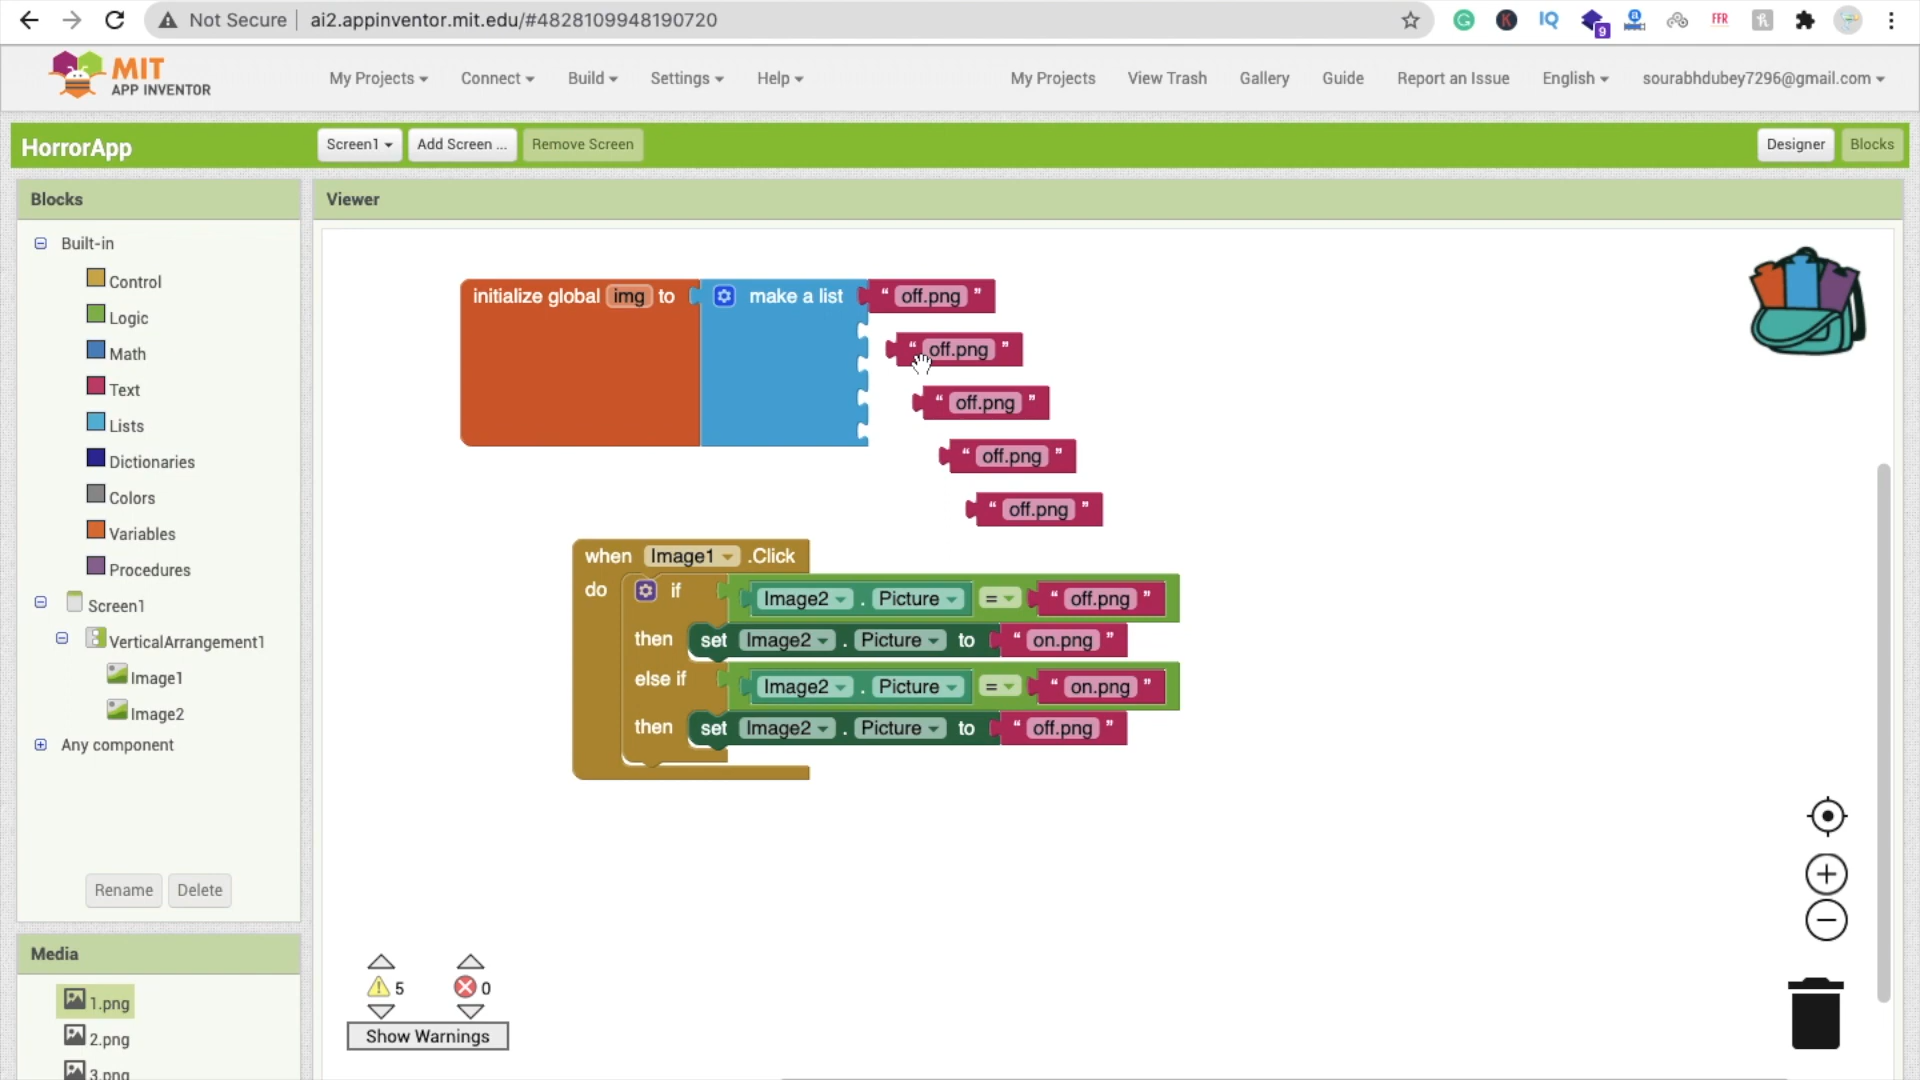 Not Secure | ai2.appinventor.mit.edu/#4828109948190720
K IQ 9 a FFR h
MIT
APP INVENTOR
My Projects Connect Build Settings Help My Projects View Trash Gallery Guide Report an Issue English sourabhdubey7296@gmail.com
HorrorApp Screen1 Add Screen ... Remove Screen Designer Blocks
Blocks Viewer
Built-in
Control
Logic
Math
Text
Lists
Dictionaries
Colors
Variables
Procedures
Screen1
VerticalArrangement1
Image1
Image2
Any component
Rename Delete
Media
1.png
2.png
3.png
initialize global img to make a list “ off.png ”
“ off.png ”
“ off.png ”
“ off.png ”
“ off.png ”
when Image1 .Click
do if Image2 . Picture = “ off.png ”
then set Image2 . Picture to “ on.png ”
else if Image2 . Picture = “ on.png ”
then set Image2 . Picture to “ off.png ”
5 0
Show Warnings